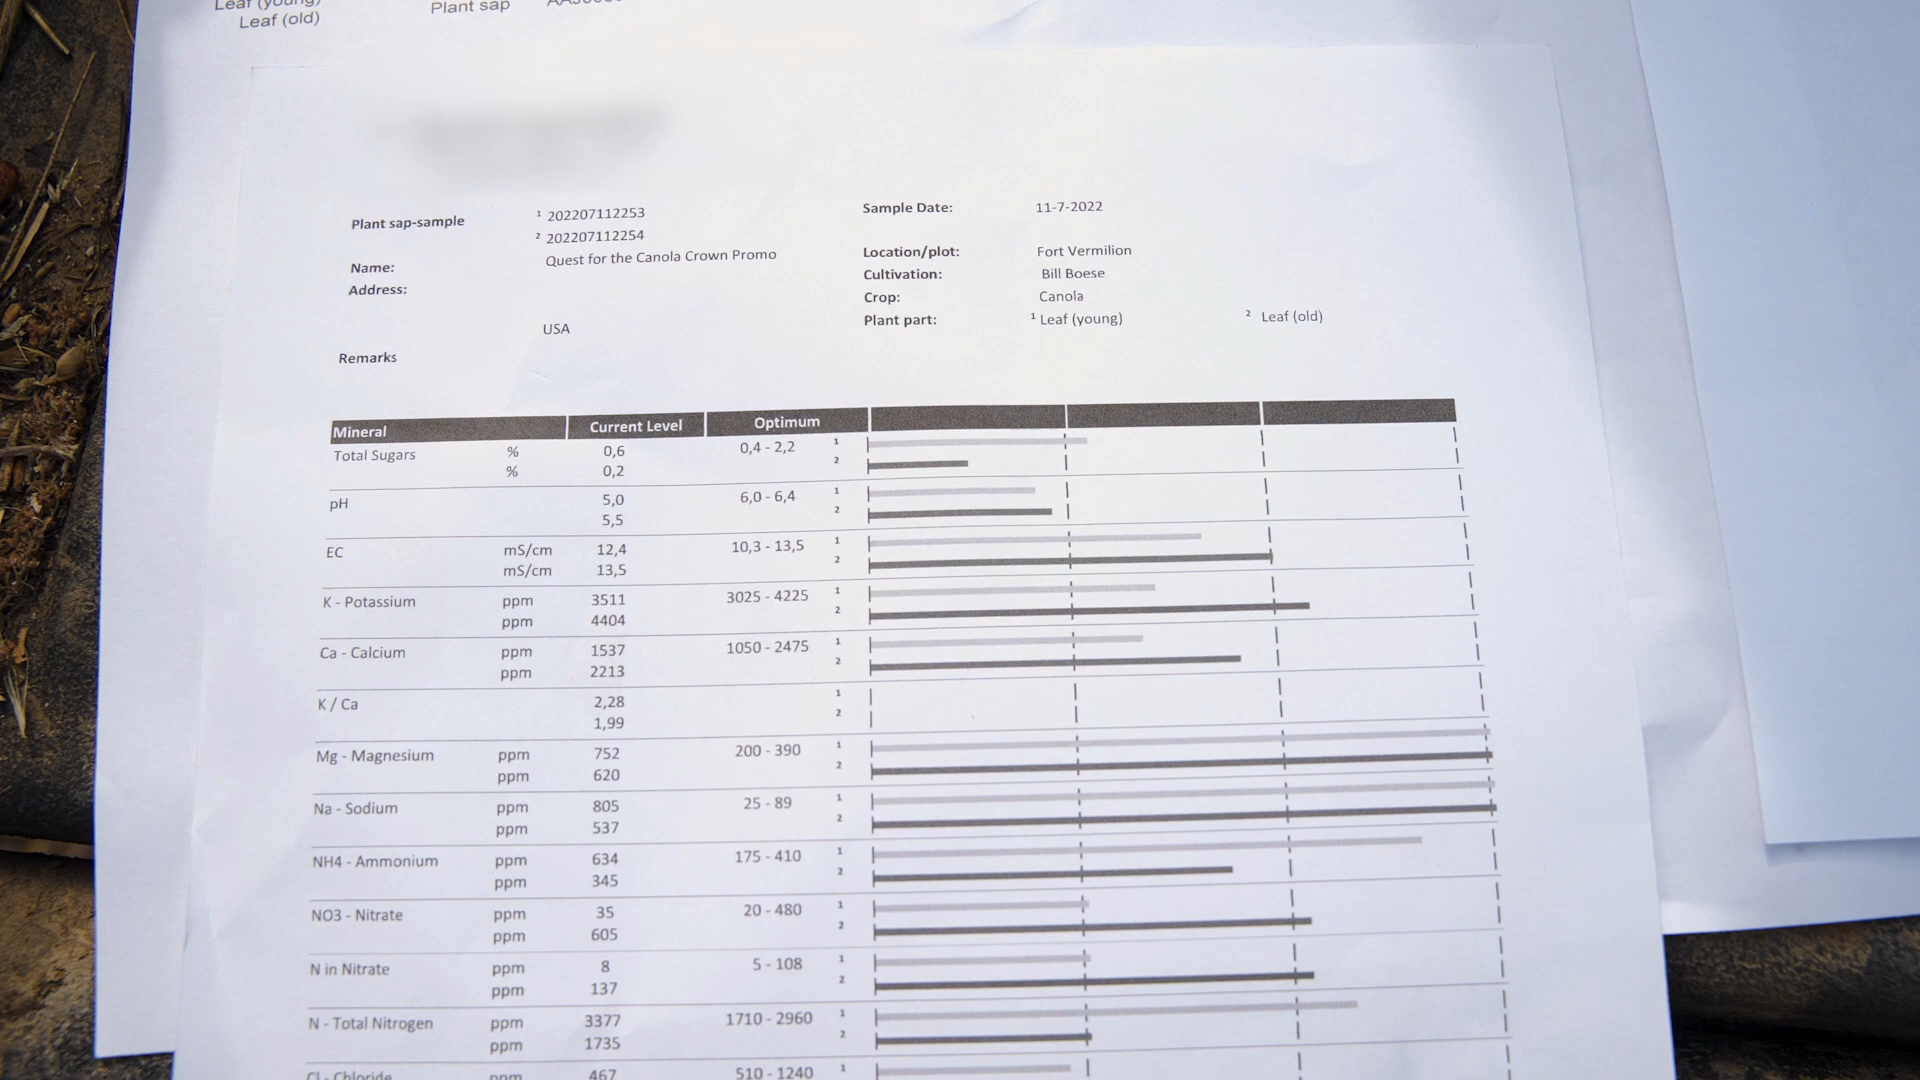 Leaf (young)
Leaf (old) Plant sap
Plant sap-sample ¹ 202207112253 Sample Date: 11-7-2022
² 202207112254
Name: Quest for the Canola Crown Promo Location/plot: Fort Vermilion
Address: Cultivation: Bill Boese
Crop: Canola
USA Plant part: ¹ Leaf (young) ² Leaf (old)
Remarks
Mineral Current Level Optimum
Total Sugars % 0,6 0,4 - 2,2 1
% 0,2 2
pH 5,0 6,0 - 6,4 1
5,5 2
EC mS/cm 12,4 10,3 - 13,5 1
mS/cm 13,5 2
K - Potassium ppm 3511 3025 - 4225 1
ppm 4404 2
Ca - Calcium ppm 1537 1050 - 2475 1
ppm 2213 2
K / Ca 2,28 1
1,99 2
Mg - Magnesium ppm 752 200 - 390 1
ppm 620 2
Na - Sodium ppm 805 25 - 89 1
ppm 537 2
NH4 - Ammonium ppm 634 175 - 410 1
ppm 345 2
NO3 - Nitrate ppm 35 20 - 480 1
ppm 605 2
N in Nitrate ppm 8 5 - 108 1
ppm 137 2
N - Total Nitrogen ppm 3377 1710 - 2960 1
ppm 1735 2
Cl - Chloride ppm 467 510 - 1240 1